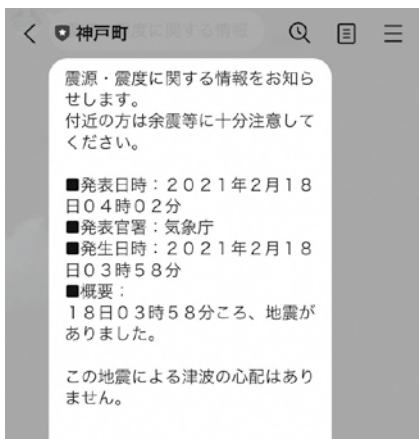 神戸町
震源・震度に関する情報をお知ら
せします。
付近の方は余震等に十分注意して
ください。
■発表日時：２０２１年２月１８
日０４時０２分
■発表官署：気象庁
■発生日時：２０２１年２月１８
日０３時５８分
■概要：
１８日０３時５８分ころ、地震が
ありました。
この地震による津波の心配はあり
ません。